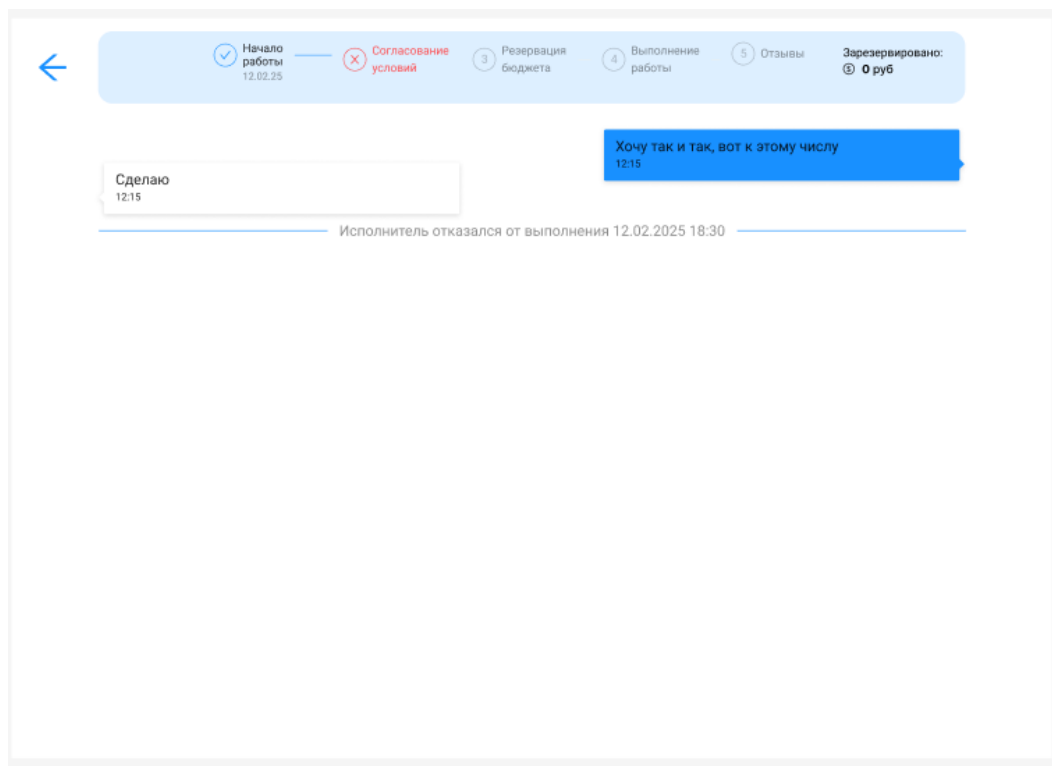 Начало
работы
12.02.25
Согласование
условий
3
Резервация
бюджета
4
Выполнение
работы
5
Отзывы
Зарезервировано:
0 руб
Хочу так и так, вот к этому числу
12:15
Сделаю
12:15
Исполнитель отказался от выполнения 12.02.2025 18:30